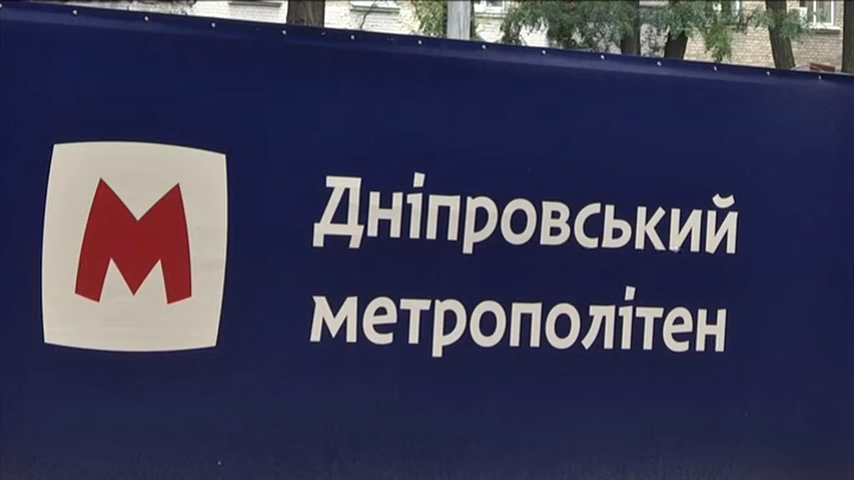 М
Дніпровський
метрополітен